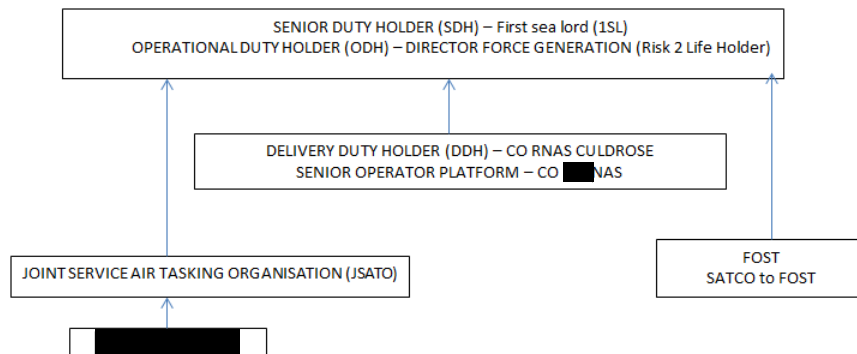 SENIOR DUTY HOLDER (SDH) – First sea lord (1SL)
OPERATIONAL DUTY HOLDER (ODH) – DIRECTOR FORCE GENERATION (Risk 2 Life Holder)
DELIVERY DUTY HOLDER (DDH) – CO RNAS CULDROSE
SENIOR OPERATOR PLATFORM – CO NAS
JOINT SERVICE AIR TASKING ORGANISATION (JSATO)
FOST
SATCO to FOST